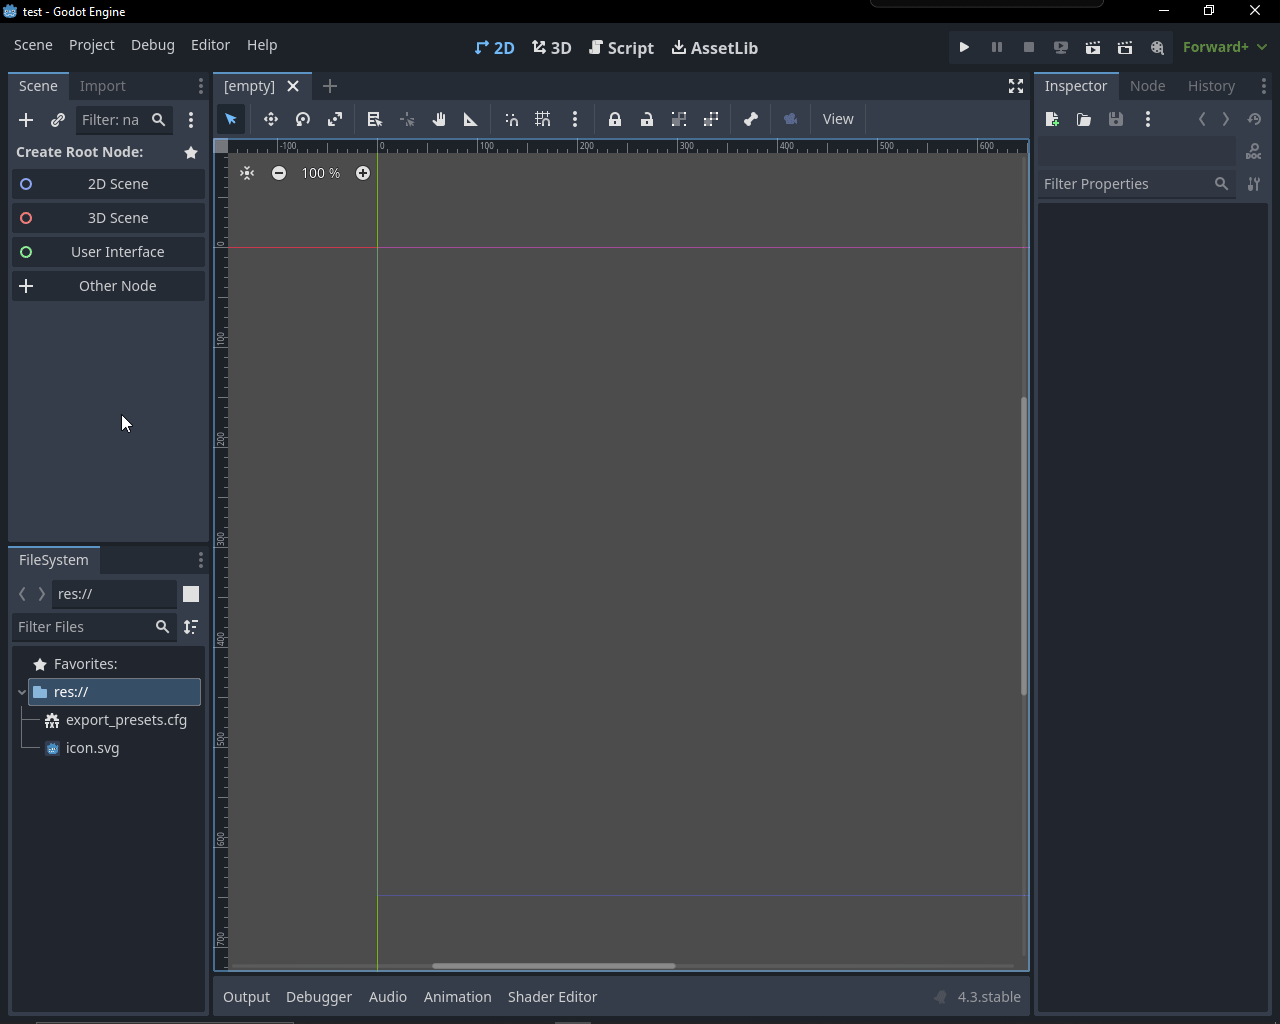 test - Godot Engine
Scene Project Debug Editor Help
2D 3D Script AssetLib
Forward+
Scene Import
[empty]
Inspector Node History
Filter: na
View
Create Root Node:
2D Scene
3D Scene
User Interface
Other Node
-100 0 100 200 300 400 500 600
100 %
0
100
200
300
400
500
600
700
DOC
Filter Properties
FileSystem
res://
Filter Files
Favorites:
res://
export_presets.cfg
icon.svg
Output Debugger Audio Animation Shader Editor
4.3.stable